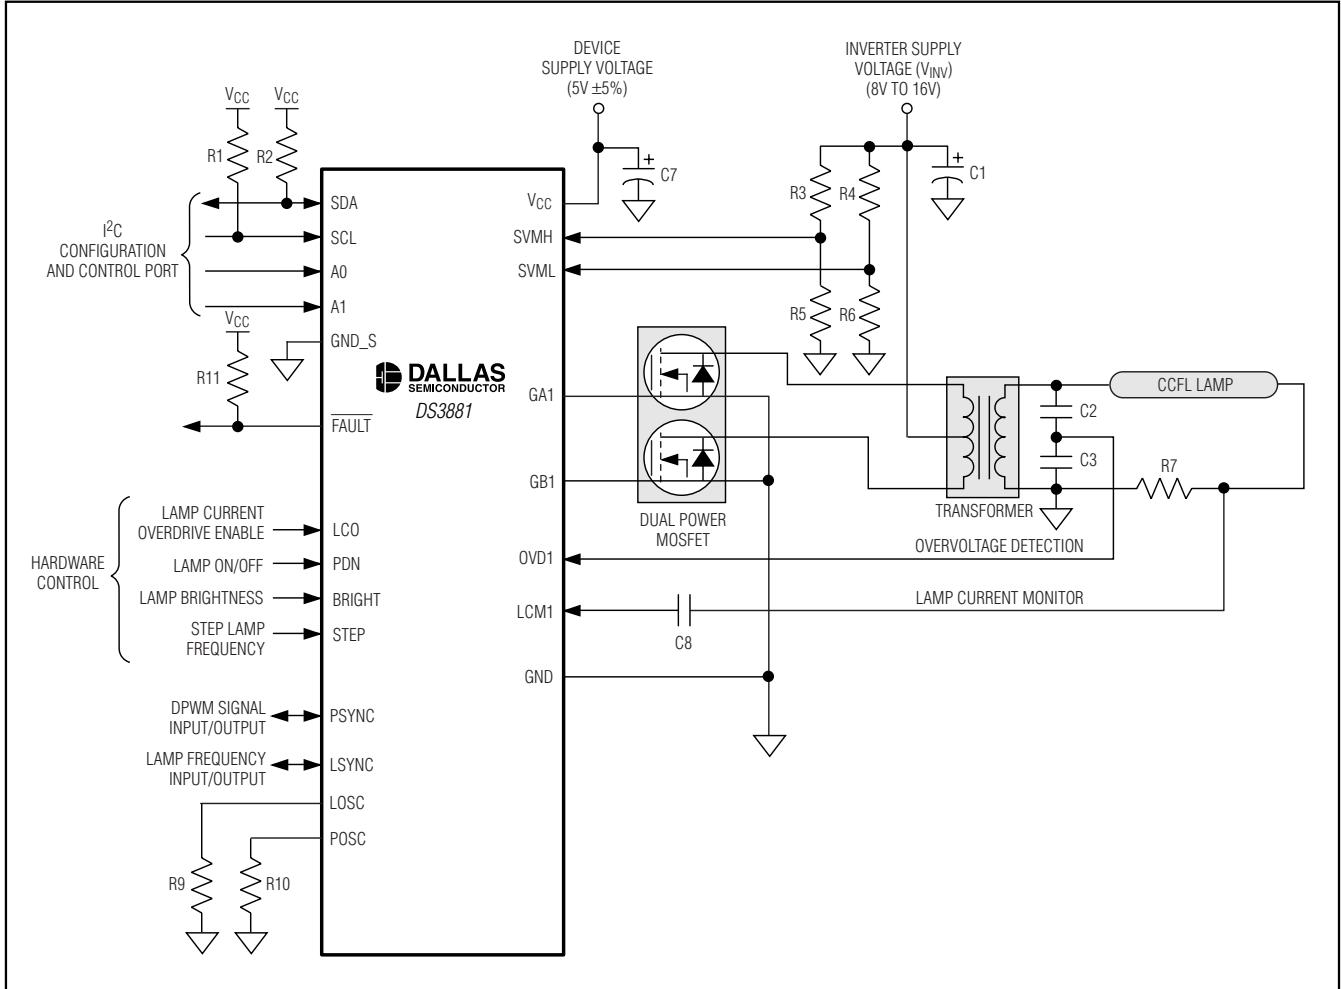 DEVICE
SUPPLY VOLTAGE
(5V ±5%)
INVERTER SUPPLY
VOLTAGE (VINV)
(8V TO 16V)
VCC
VCC
R1
R2
C7
C1
R3
R4
SDA
VCC
I2C
CONFIGURATION
AND CONTROL PORT
SCL
SVMH
A0
SVML
A1
R5
R6
VCC
GND_S
R11
DALLAS
SEMICONDUCTOR
DS3881
GA1
CCFL LAMP
C2
FAULT
C3
R7
GB1
TRANSFORMER
DUAL POWER
MOSFET
LAMP CURRENT
OVERDRIVE ENABLE
LCO
HARDWARE
CONTROL
LAMP ON/OFF
PDN
OVD1
OVERVOLTAGE DETECTION
LAMP BRIGHTNESS
BRIGHT
LCM1
LAMP CURRENT MONITOR
STEP LAMP
FREQUENCY
STEP
C8
GND
DPWM SIGNAL
INPUT/OUTPUT
PSYNC
LAMP FREQUENCY
INPUT/OUTPUT
LSYNC
LOSC
POSC
R9
R10